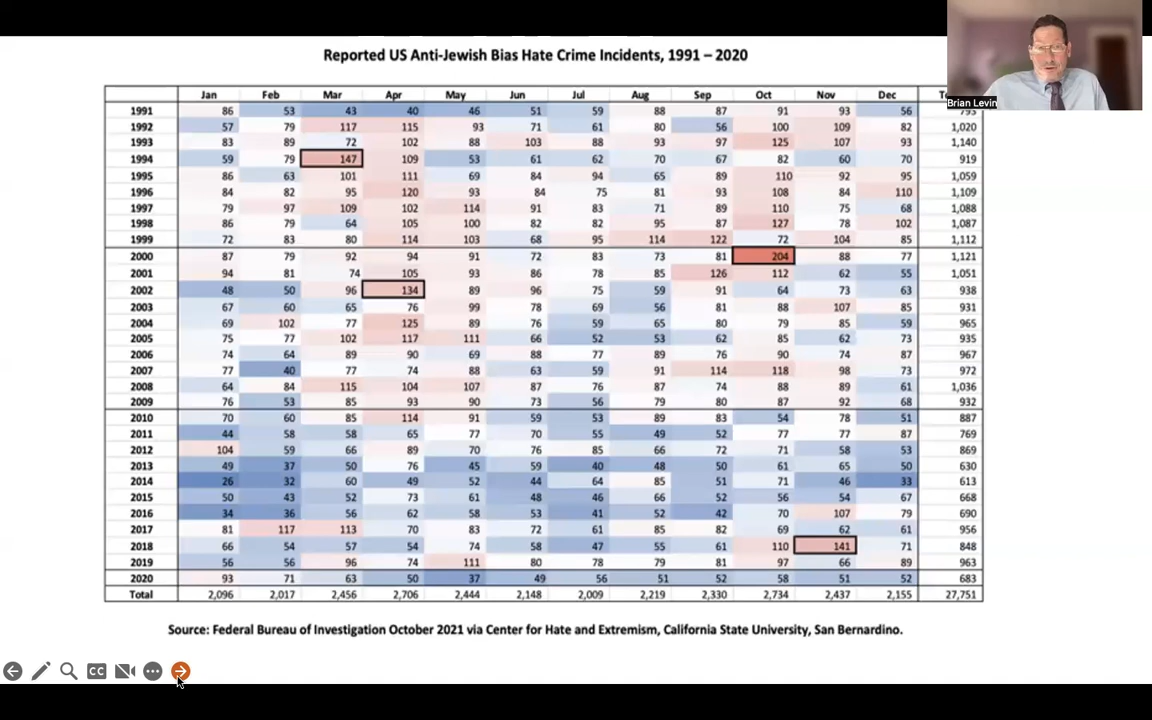 Brian Levin
Reported US Anti-Jewish Bias Hate Crime Incidents, 1991 – 2020
Jan Feb Mar Apr May Jun Jul Aug Sep Oct Nov Dec
1991 86 53 43 40 46 51 59 88 87 91 93 56 793
1992 57 79 117 115 93 71 61 80 56 100 109 82 1,020
1993 83 89 72 102 88 103 88 93 97 125 107 93 1,140
1994 59 79 147 109 53 61 62 70 67 82 60 70 919
1995 86 63 101 111 69 84 94 65 89 110 92 95 1,059
1996 84 82 95 120 93 84 75 81 93 108 84 110 1,109
1997 79 97 109 102 114 91 83 71 89 110 75 68 1,088
1998 86 79 64 105 100 82 82 95 87 127 78 102 1,087
1999 72 83 80 114 103 68 95 114 122 72 104 85 1,112
2000 87 79 92 94 91 72 83 73 81 204 88 77 1,121
2001 94 81 74 105 93 86 78 85 126 112 62 55 1,051
2002 48 50 96 134 89 96 75 59 91 64 73 63 938
2003 67 60 65 76 99 78 69 56 81 88 107 85 931
2004 69 102 77 125 89 76 59 65 80 79 85 59 965
2005 75 77 102 117 111 66 52 53 62 85 62 73 935
2006 74 64 89 90 69 88 77 89 76 90 74 87 967
2007 77 40 77 74 88 63 59 91 114 118 98 73 972
2008 64 84 115 104 107 87 76 87 74 88 89 61 1,036
2009 76 53 85 93 90 73 56 79 80 87 92 68 932
2010 70 60 85 114 91 59 53 89 83 54 78 51 887
2011 44 58 58 65 77 70 55 49 52 77 77 87 769
2012 104 59 66 89 70 76 85 66 72 71 58 53 869
2013 49 37 50 76 45 59 40 48 50 61 65 50 630
2014 26 32 60 49 52 44 64 85 51 71 46 33 613
2015 50 43 52 73 61 48 46 66 52 56 54 67 668
2016 34 36 56 62 58 53 41 52 42 70 107 79 690
2017 81 117 113 70 83 72 61 85 82 69 62 61 956
2018 66 54 57 54 74 58 47 55 61 110 141 71 848
2019 56 56 96 74 111 80 78 79 81 97 66 89 963
2020 93 71 63 50 37 49 56 51 52 58 51 52 683
Total 2,096 2,017 2,456 2,706 2,444 2,148 2,009 2,219 2,330 2,734 2,437 2,155 27,751
Source: Federal Bureau of Investigation October 2021 via Center for Hate and Extremism, California State University, San Bernardino.
CC